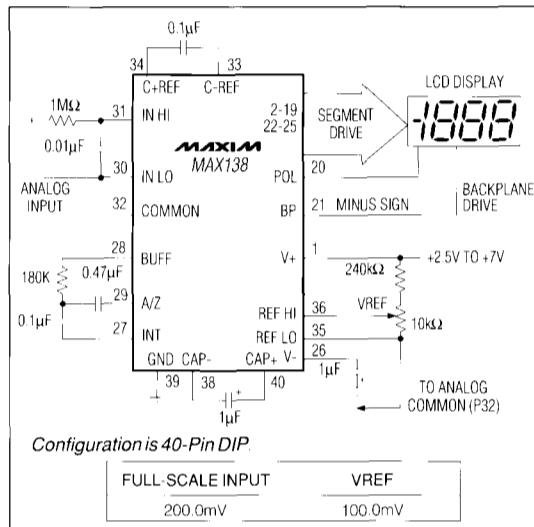 0.1µF
34 33
C+REF C-REF
1MΩ
31 IN HI
0.01µF
30 IN LO
ANALOG
INPUT
32 COMMON
28 BUFF
180K
0.47µF
29 A/Z
0.1µF
27 INT
MAXIM
MAX138
2-19
22-25
SEGMENT
DRIVE
LCD DISPLAY
-1888
POL 20
BP 21 MINUS SIGN
BACKPLANE
DRIVE
V+ 1
+2.5V TO +7V
240kΩ
REF HI 36 VREF
10kΩ
REF LO 35
V- 26
1µF
GND CAP- CAP+
39 38 40
1µF +
TO ANALOG
COMMON (P32)
Configuration is 40-Pin DIP.
FULL-SCALE INPUT VREF
200.0mV 100.0mV